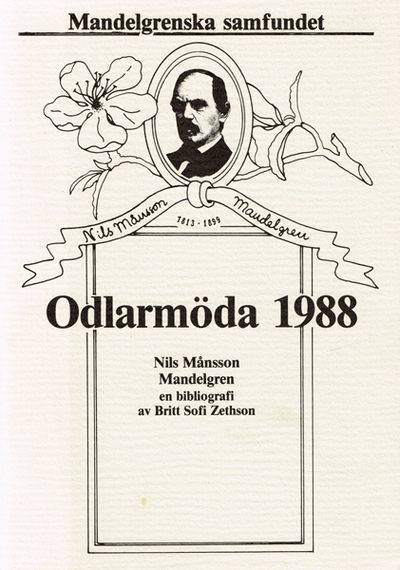 Mandelgrenska samfundet
Nils Månsson Mandelgren
1813 - 1899
Odlarmöda 1988
Nils Månsson
Mandelgren
en bibliografi
av Britt Sofi Zethson